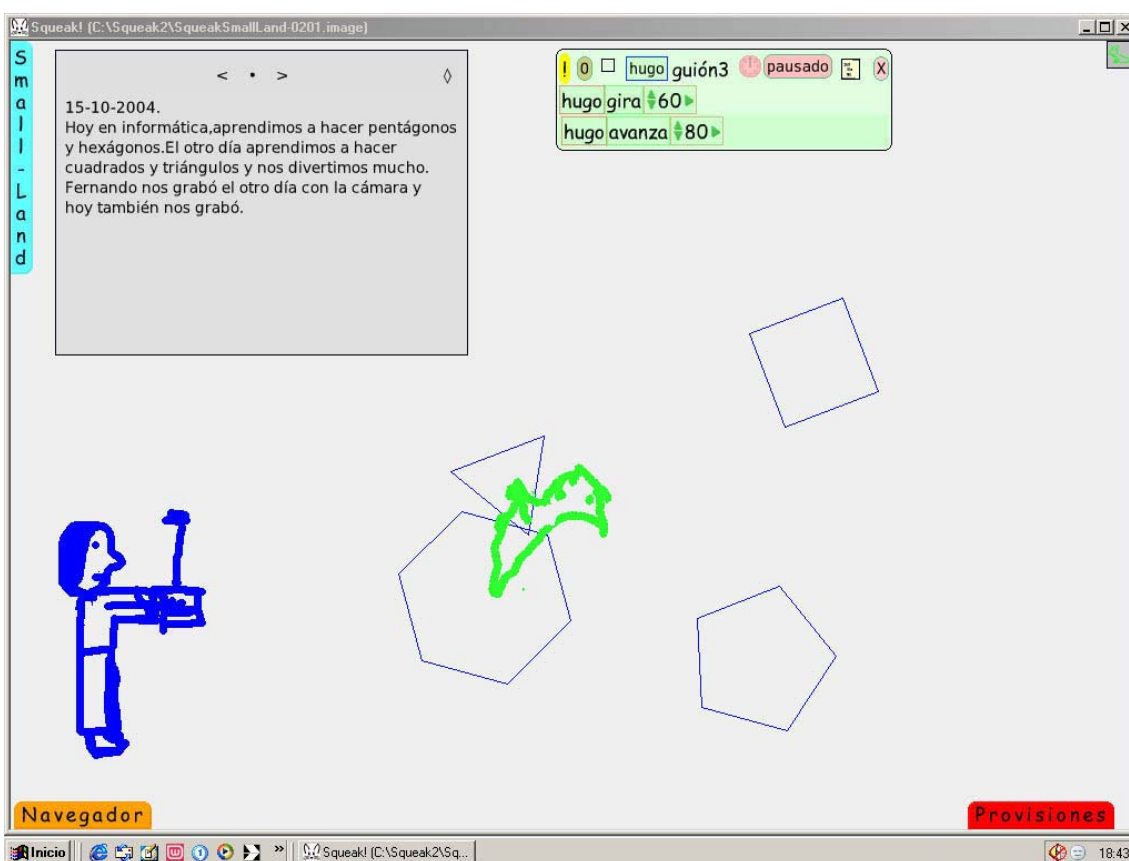 Squeak! (C:\Squeak2\SqueakSmallLand-0201.image)
Small-Land
< • >
15-10-2004.
Hoy en informática,aprendimos a hacer pentágonos
y hexágonos.El otro día aprendimos a hacer
cuadrados y triángulos y nos divertimos mucho.
Fernando nos grabó el otro día con la cámara y
hoy también nos grabó.
! 0 hugo guión3 pausado X
hugo gira 60
hugo avanza 80
Navegador
Provisiones
Inicio » Squeak! (C:\Squeak2\Sq... 18:43